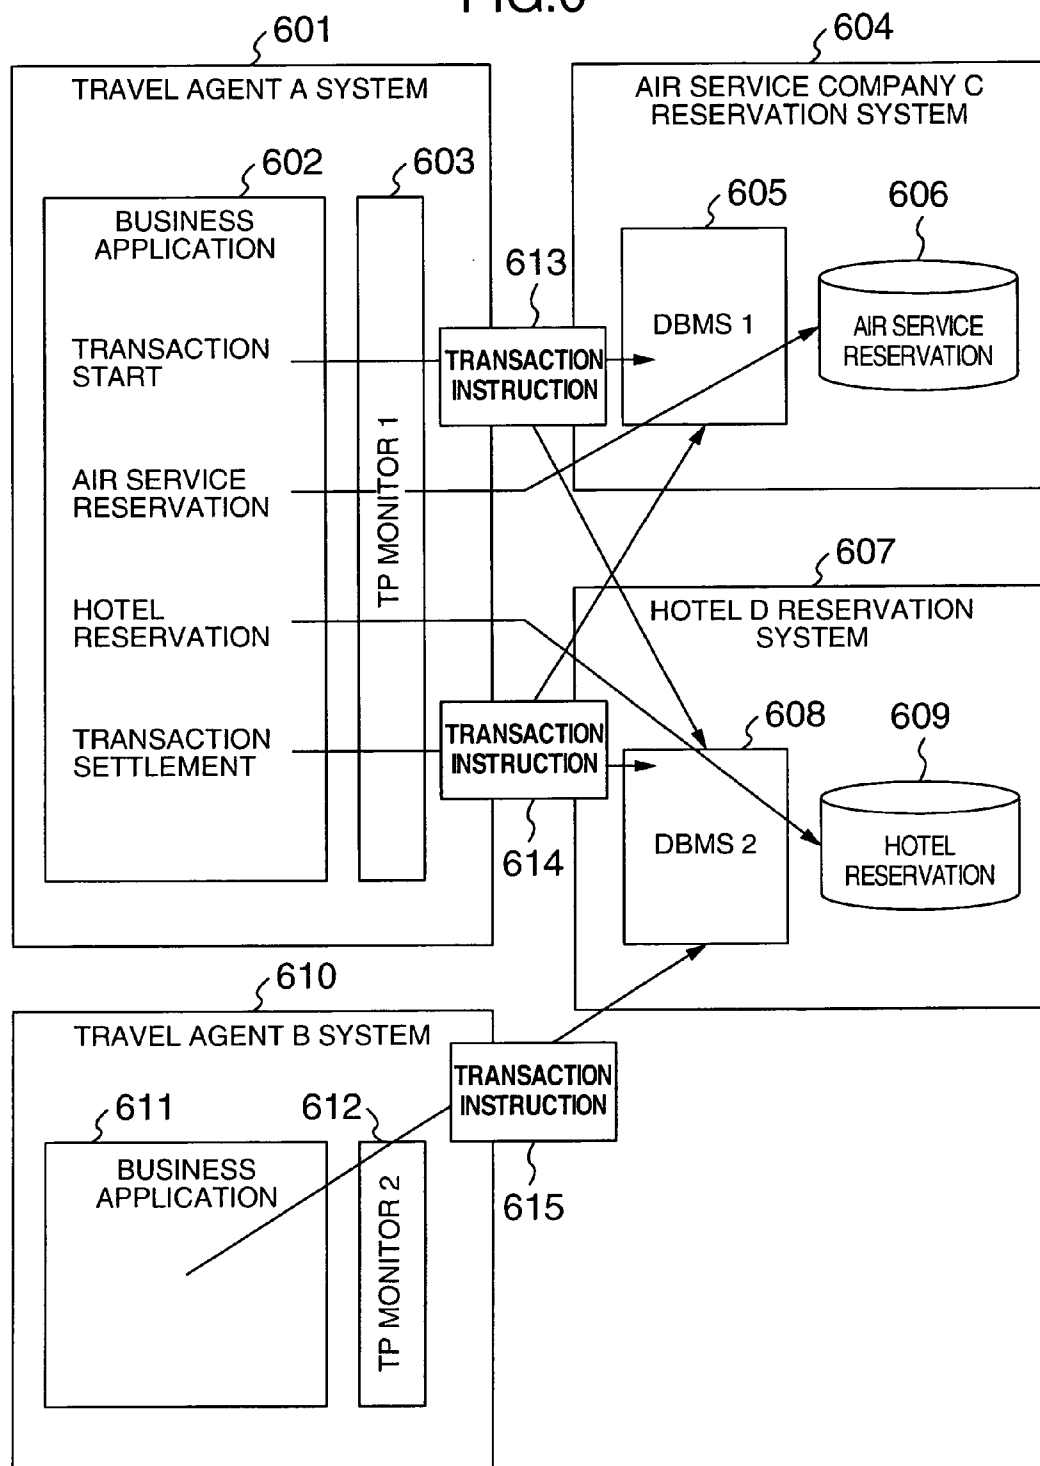 FIG.6
601
TRAVEL AGENT A SYSTEM
602
BUSINESS
APPLICATION
TRANSACTION
START
AIR SERVICE
RESERVATION
HOTEL
RESERVATION
TRANSACTION
SETTLEMENT
603
TP MONITOR 1
613
TRANSACTION
INSTRUCTION
TRANSACTION
INSTRUCTION
614
604
AIR SERVICE COMPANY C
RESERVATION SYSTEM
605
DBMS 1
606
AIR SERVICE
RESERVATION
607
HOTEL D RESERVATION
SYSTEM
608
DBMS 2
609
HOTEL
RESERVATION
610
TRAVEL AGENT B SYSTEM
611
BUSINESS
APPLICATION
612
TP MONITOR 2
TRANSACTION
INSTRUCTION
615